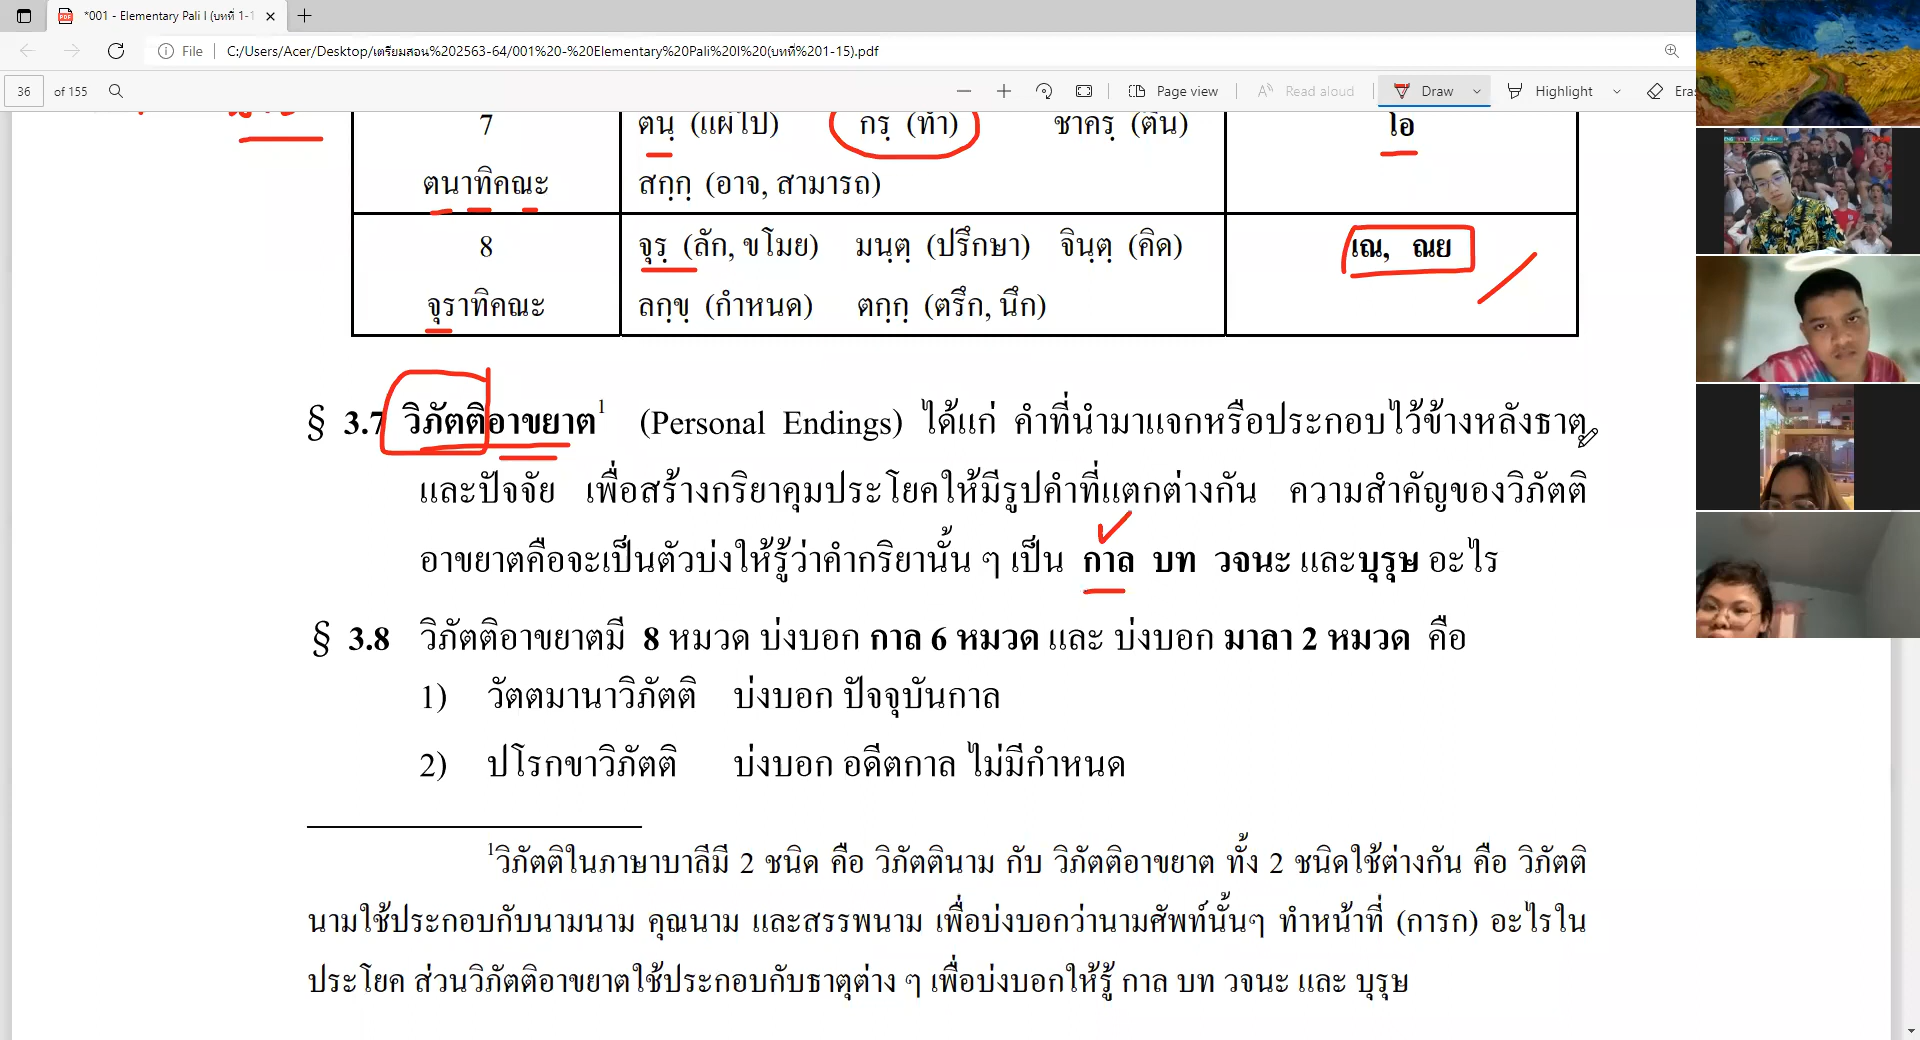 *001 - Elementary Pali I (บทที่ 1-1
File C:/Users/Acer/Desktop/เตรียมสอน%202563-64/001%20-%20Elementary%20Pali%20I%20(บทที่%201-15).pdf
36 of 155 Page view Read aloud Draw Highlight Eras
7 ตนฺ (แผ่ไป) กรฺ (ทำ) ชาครฺ (ตื่น) โอ
ตนาทิคณะ สกฺกฺ (อาจ, สามารถ)
8 จุรฺ (ลัก, ขโมย) มนฺตฺ (ปรึกษา) จินฺตฺ (คิด) เณ, ณย
จุราทิคณะ ลกฺขฺ (กำหนด) ตกฺกฺ (ตรึก, นึก)
§ 3.7 วิภัตติอาขยาต1 (Personal Endings) ได้แก่ คำที่นำมาแจกหรือประกอบไว้ข้างหลังธาตุ
และปัจจัย เพื่อสร้างกริยาคุมประโยคให้มีรูปคำที่แตกต่างกัน ความสำคัญของวิภัตติ
อาขยาตคือจะเป็นตัวบ่งให้รู้ว่าคำกริยานั้น ๆ เป็น กาล บท วจนะ และบุรุษ อะไร
§ 3.8 วิภัตติอาขยาตมี 8 หมวด บ่งบอก กาล 6 หมวด และ บ่งบอก มาลา 2 หมวด คือ
1) วัตตมานาวิภัตติ บ่งบอก ปัจจุบันกาล
2) ปโรกขาวิภัตติ บ่งบอก อดีตกาล ไม่มีกำหนด
1วิภัตติในภาษาบาลีมี 2 ชนิด คือ วิภัตตินาม กับ วิภัตติอาขยาต ทั้ง 2 ชนิดใช้ต่างกัน คือ วิภัตติ
นามใช้ประกอบกับนามนาม คุณนาม และสรรพนาม เพื่อบ่งบอกว่านามศัพท์นั้นๆ ทำหน้าที่ (การก) อะไรใน
ประโยค ส่วนวิภัตติอาขยาตใช้ประกอบกับธาตุต่าง ๆ เพื่อบ่งบอกให้รู้ กาล บท วจนะ และ บุรุษ